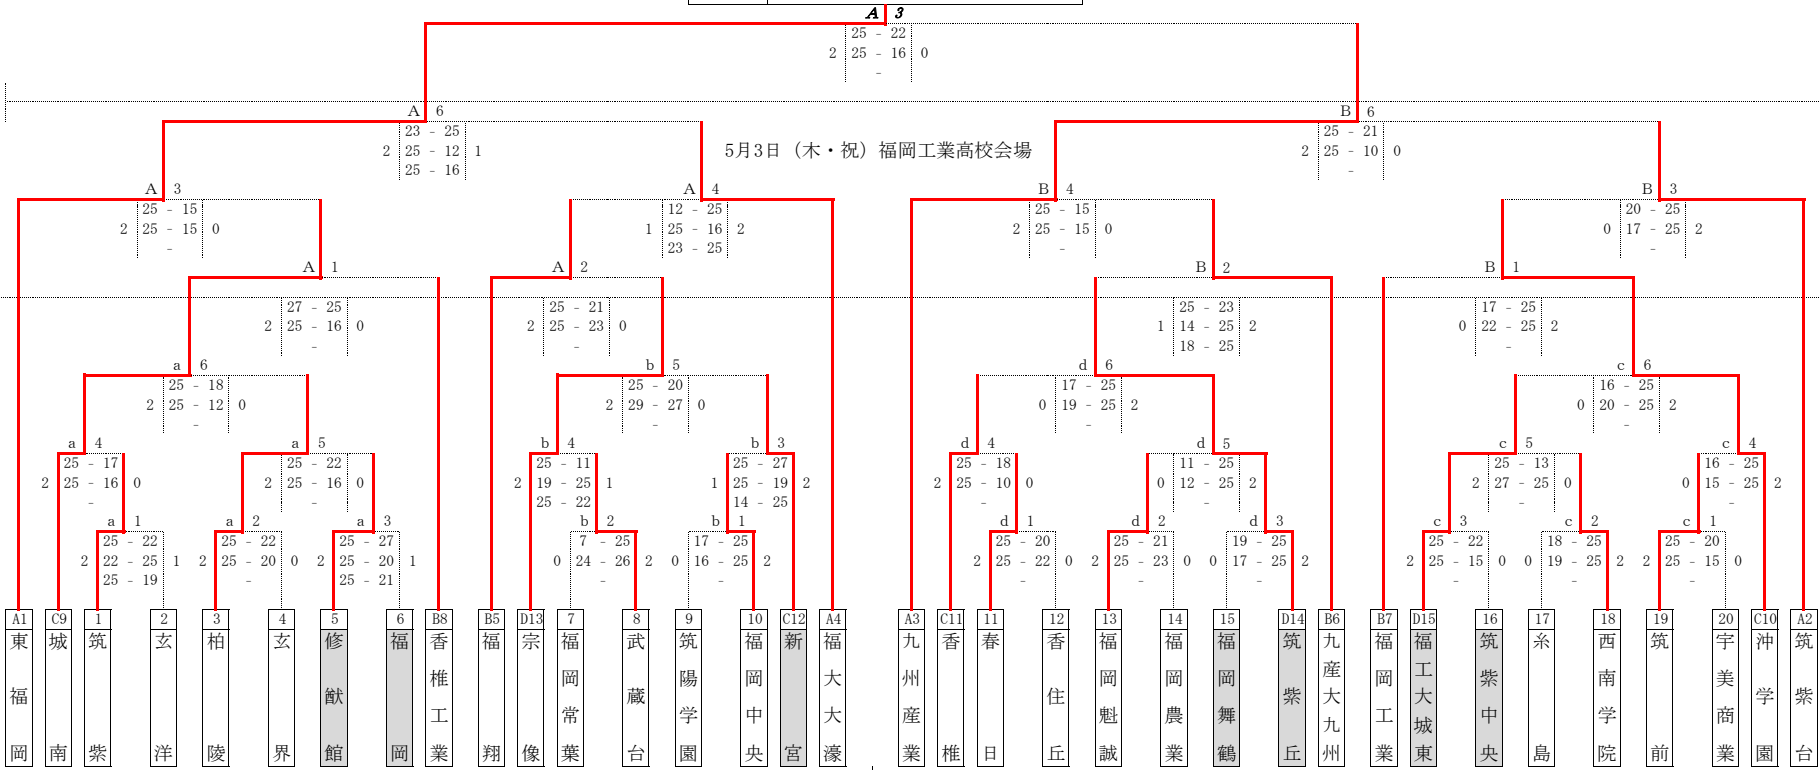 A 3
25 - 22
2 25 - 16 0
-
A 6
B 6
23 - 25
2 25 - 12 1
25 - 16
25 - 21
2 25 - 10 0
-
5月3日（木・祝）福岡工業高校会場
A 3
A 4
B 4
B 3
25 - 15
2 25 - 15 0
-
12 - 25
1 25 - 16 2
23 - 25
25 - 15
2 25 - 15 0
-
20 - 25
0 17 - 25 2
-
A 1
A 2
B 2
B 1
27 - 25
2 25 - 16 0
-
25 - 21
2 25 - 23 0
-
25 - 23
1 14 - 25 2
18 - 25
17 - 25
0 22 - 25 2
-
a 6
b 5
d 6
c 6
25 - 18
2 25 - 12 0
-
25 - 20
2 29 - 27 0
-
17 - 25
0 19 - 25 2
-
16 - 25
0 20 - 25 2
-
a 4
a 5
b 4
b 3
d 4
d 5
c 5
c 4
25 - 17
2 25 - 16 0
-
25 - 22
2 25 - 16 0
-
25 - 11
2 19 - 25 1
25 - 22
25 - 27
1 25 - 19 2
14 - 25
25 - 18
2 25 - 10 0
-
11 - 25
0 12 - 25 2
-
25 - 13
2 27 - 25 0
-
16 - 25
0 15 - 25 2
-
a 1
a 2
a 3
b 2
b 1
d 1
d 2
d 3
c 3
c 2
c 1
25 - 22
2 22 - 25 1
25 - 19
25 - 22
2 25 - 20 0
-
25 - 27
2 25 - 20 1
25 - 21
7 - 25
0 24 - 26 2
-
17 - 25
0 16 - 25 2
-
25 - 20
2 25 - 22 0
-
25 - 21
2 25 - 23 0
-
19 - 25
0 17 - 25 2
-
25 - 22
2 25 - 15 0
-
18 - 25
0 19 - 25 2
-
25 - 20
2 25 - 15 0
-
A1 東福岡
C9 城南
1 筑紫
2 玄洋
3 柏陵
4 玄界
5 修猷館
6 福岡
B8 香椎工業
B5 福翔
D13 宗像
7 福岡常葉
8 武蔵台
9 筑陽学園
10 福岡中央
C12 新宮
A4 福大大濠
A3 九州産業
C11 香椎
11 春日
12 香住丘
13 福岡魁誠
14 福岡農業
15 福岡舞鶴
D14 筑紫丘
B6 九産大九州
B7 福岡工業
D15 福工大城東
16 筑紫中央
17 糸島
18 西南学院
19 筑前
20 宇美商業
C10 沖学園
A2 筑紫台